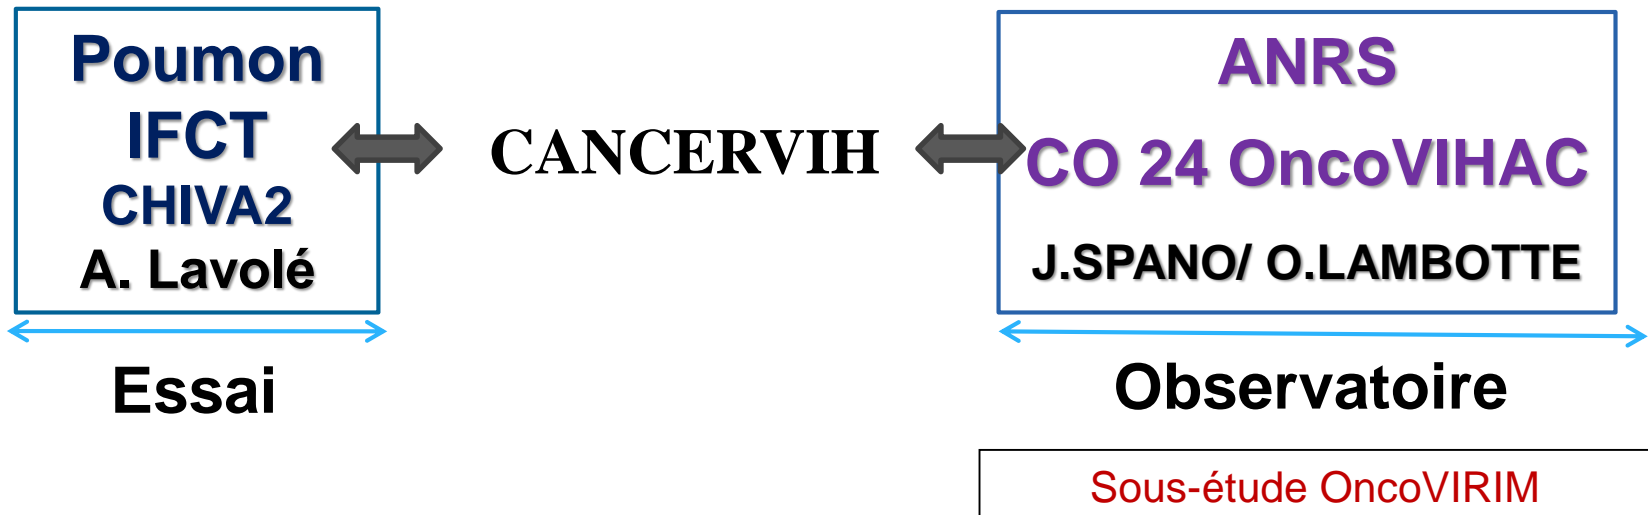 Poumon
IFCT
CHIVA2
A. Lavolé
Essai
CANCERVIH
ANRS
CO 24 OncoVIHAC
J.SPANO/ O.LAMBOTTE
Observatoire
Sous-étude OncoVIRIM